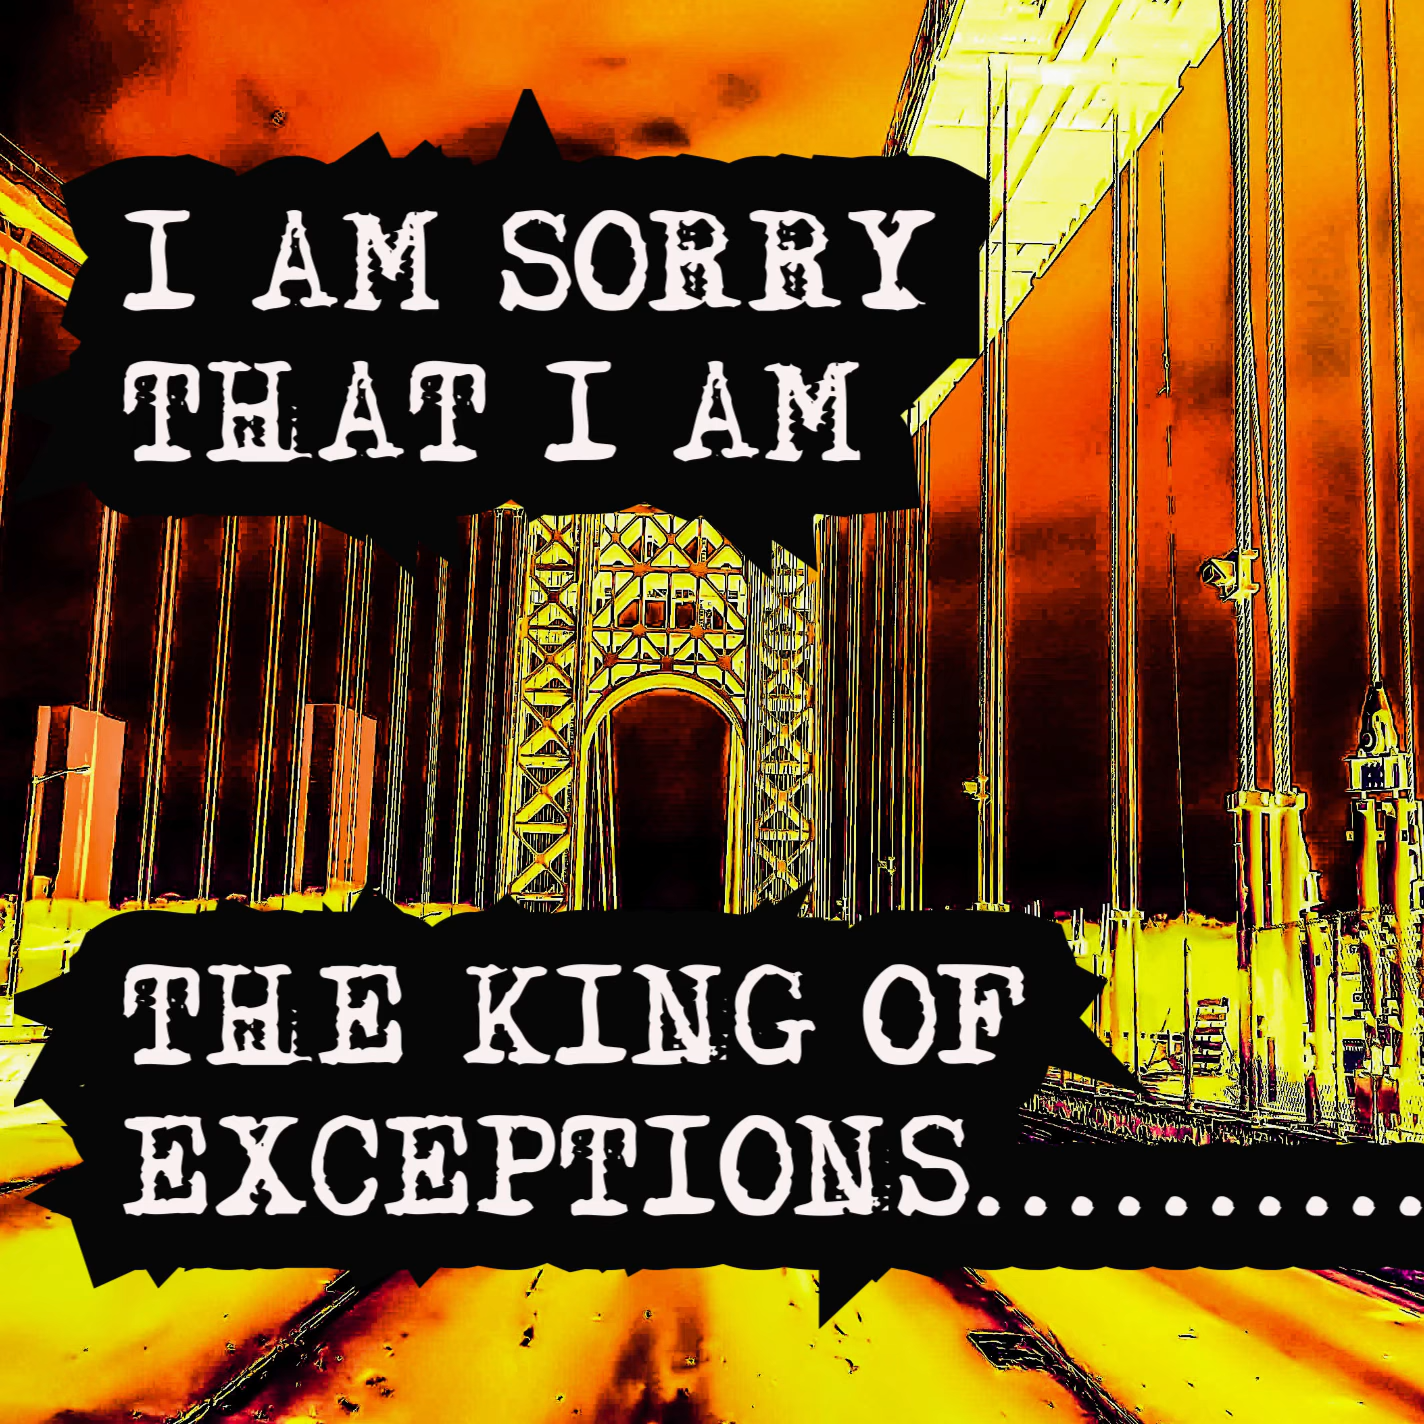 I AM SORRY
THAT I AM
THE KING OF
EXCEPTIONS..........